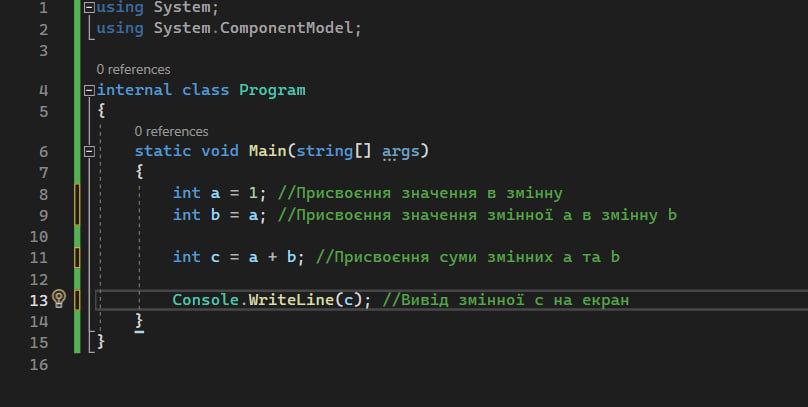 1 using System;
2 using System.ComponentModel;
3
0 references
4 internal class Program
5 {
0 references
6 static void Main(string[] args)
7 {
8 int a = 1; //Присвоєння значення в змінну
9 int b = a; //Присвоєння значення змінної a в змінну b
10
11 int c = a + b; //Присвоєння суми змінних a та b
12
13 Console.WriteLine(c); //Вивід змінної c на екран
14 }
15 }
16